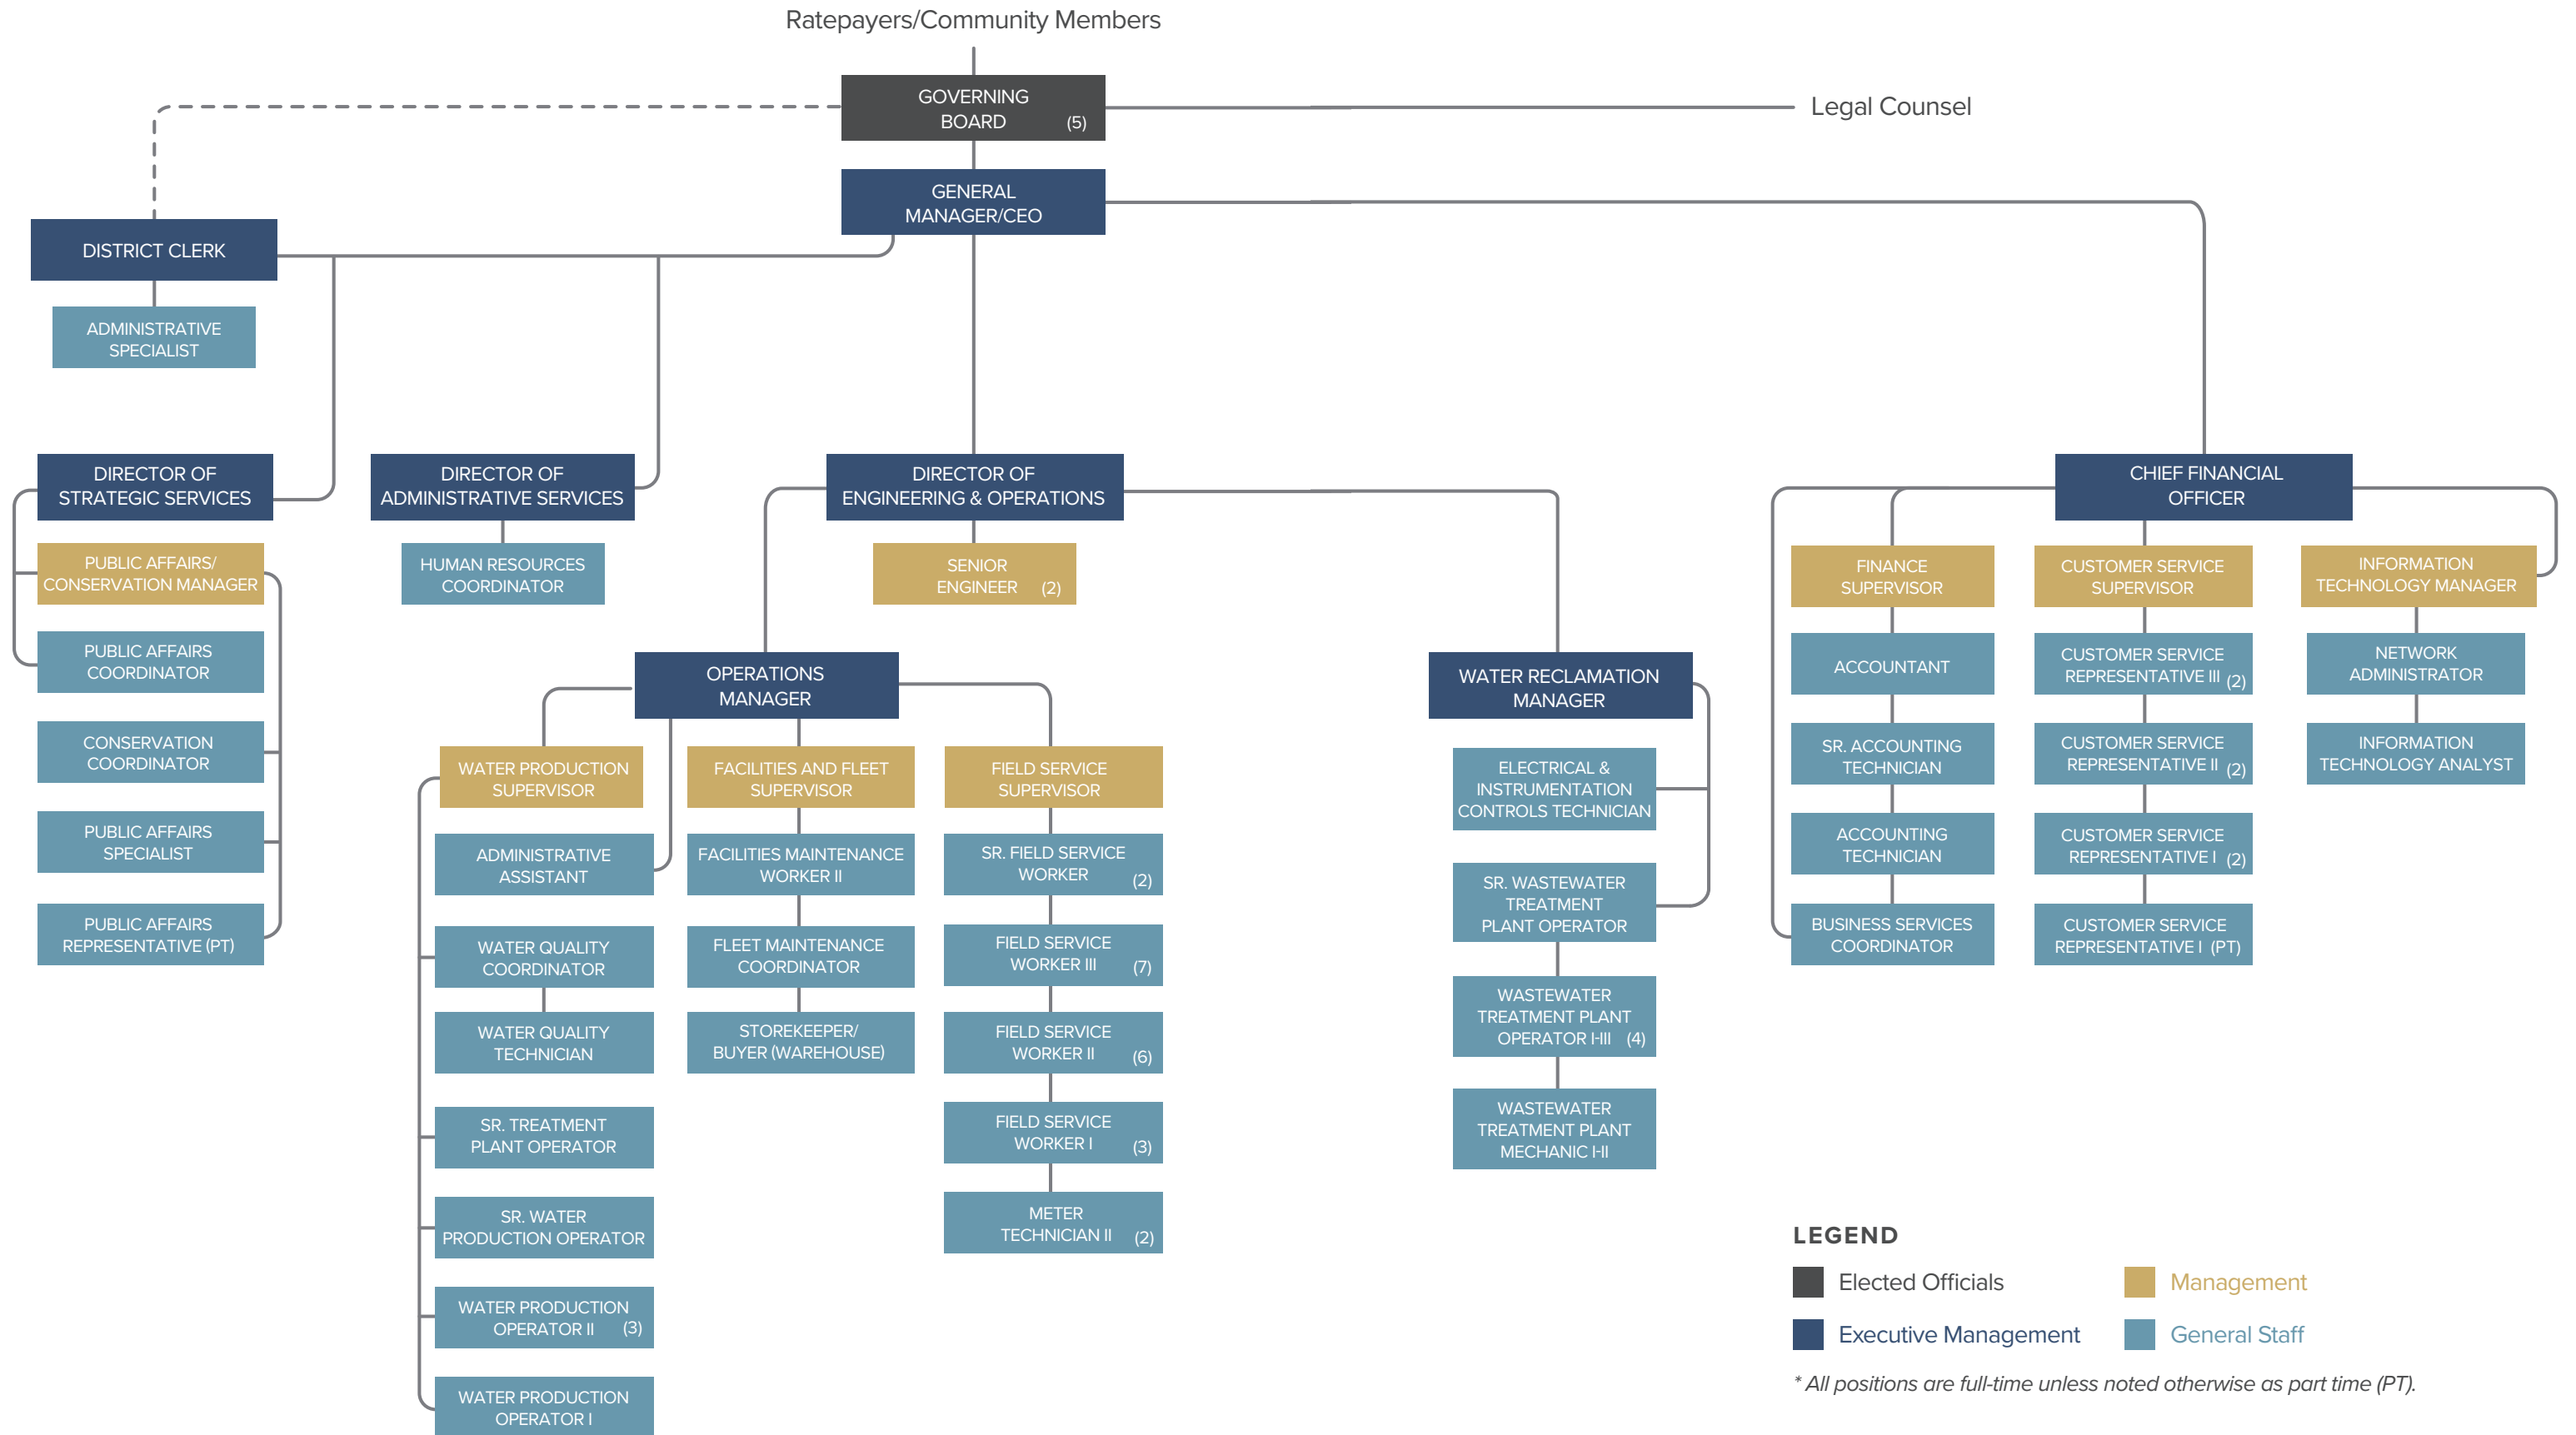 Ratepayers/Community Members
GOVERNING
BOARD (5)
Legal Counsel
GENERAL
MANAGER/CEO
DISTRICT CLERK
ADMINISTRATIVE
SPECIALIST
DIRECTOR OF
STRATEGIC SERVICES
PUBLIC AFFAIRS/
CONSERVATION MANAGER
PUBLIC AFFAIRS
COORDINATOR
CONSERVATION
COORDINATOR
PUBLIC AFFAIRS
SPECIALIST
PUBLIC AFFAIRS
REPRESENTATIVE (PT)
DIRECTOR OF
ADMINISTRATIVE SERVICES
HUMAN RESOURCES
COORDINATOR
DIRECTOR OF
ENGINEERING & OPERATIONS
SENIOR
ENGINEER (2)
OPERATIONS
MANAGER
WATER PRODUCTION
SUPERVISOR
ADMINISTRATIVE
ASSISTANT
WATER QUALITY
COORDINATOR
WATER QUALITY
TECHNICIAN
SR. TREATMENT
PLANT OPERATOR
SR. WATER
PRODUCTION OPERATOR
WATER PRODUCTION
OPERATOR II (3)
WATER PRODUCTION
OPERATOR I
FACILITIES AND FLEET
SUPERVISOR
FACILITIES MAINTENANCE
WORKER II
FLEET MAINTENANCE
COORDINATOR
STOREKEEPER/
BUYER (WAREHOUSE)
FIELD SERVICE
SUPERVISOR
SR. FIELD SERVICE
WORKER (2)
FIELD SERVICE
WORKER III (7)
FIELD SERVICE
WORKER II (6)
FIELD SERVICE
WORKER I (3)
METER
TECHNICIAN II (2)
WATER RECLAMATION
MANAGER
ELECTRICAL &
INSTRUMENTATION
CONTROLS TECHNICIAN
SR. WASTEWATER
TREATMENT
PLANT OPERATOR
WASTEWATER
TREATMENT PLANT
OPERATOR I-III (4)
WASTEWATER
TREATMENT PLANT
MECHANIC I-II
CHIEF FINANCIAL
OFFICER
FINANCE
SUPERVISOR
ACCOUNTANT
SR. ACCOUNTING
TECHNICIAN
ACCOUNTING
TECHNICIAN
BUSINESS SERVICES
COORDINATOR
CUSTOMER SERVICE
SUPERVISOR
CUSTOMER SERVICE
REPRESENTATIVE III (2)
CUSTOMER SERVICE
REPRESENTATIVE II (2)
CUSTOMER SERVICE
REPRESENTATIVE I (2)
CUSTOMER SERVICE
REPRESENTATIVE I (PT)
INFORMATION
TECHNOLOGY MANAGER
NETWORK
ADMINISTRATOR
INFORMATION
TECHNOLOGY ANALYST
LEGEND
Elected Officials
Management
Executive Management
General Staff
* All positions are full-time unless noted otherwise as part time (PT).